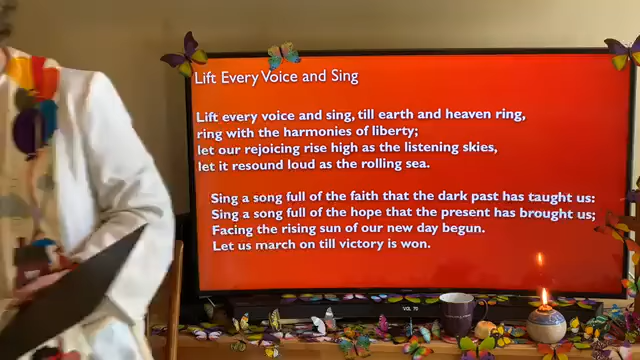 Lift Every Voice and Sing
Lift every voice and sing, till earth and heaven ring,
ring with the harmonies of liberty;
let our rejoicing rise high as the listening skies,
let it resound loud as the rolling sea.
Sing a song full of the faith that the dark past has taught us:
Sing a song full of the hope that the present has brought us;
Facing the rising sun of our new day begun.
Let us march on till victory is won.
VOL 70